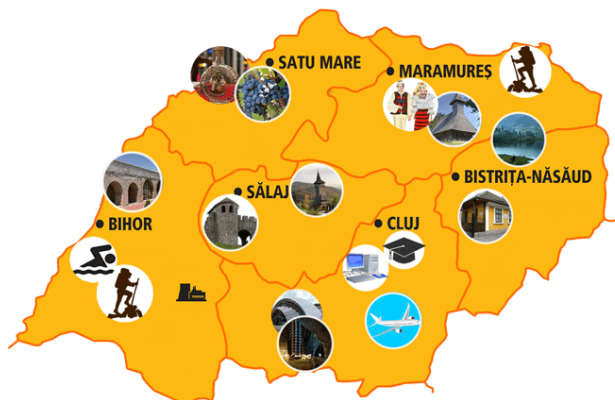 SATU MARE
MARAMUREȘ
SĂLAJ
BISTRIȚA-NĂSĂUD
BIHOR
CLUJ